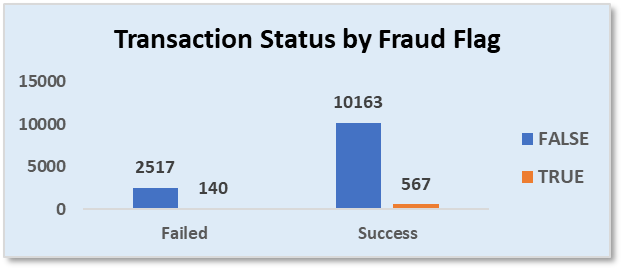 Transaction Status by Fraud Flag
15000
10000
5000
0
2517
140
10163
567
Failed
Success
FALSE
TRUE